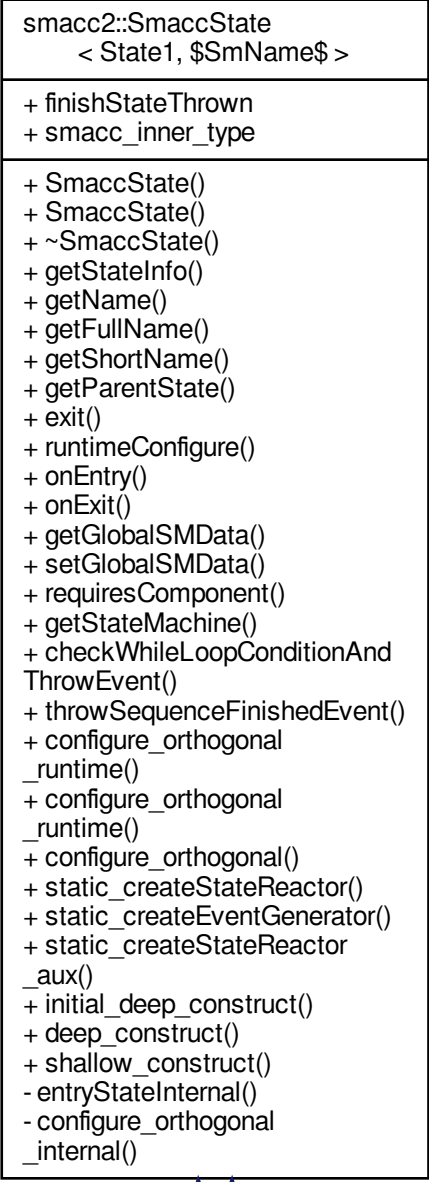 smacc2::SmaccState
< State1, $SmName$ >
+ finishStateThrown
+ smacc_inner_type
+ SmaccState()
+ SmaccState()
+ ~SmaccState()
+ getStateInfo()
+ getName()
+ getFullName()
+ getShortName()
+ getParentState()
+ exit()
+ runtimeConfigure()
+ onEntry()
+ onExit()
+ getGlobalSMData()
+ setGlobalSMData()
+ requiresComponent()
+ getStateMachine()
+ checkWhileLoopConditionAnd
ThrowEvent()
+ throwSequenceFinishedEvent()
+ configure_orthogonal
_runtime()
+ configure_orthogonal
_runtime()
+ configure_orthogonal()
+ static_createStateReactor()
+ static_createEventGenerator()
+ static_createStateReactor
_aux()
+ initial_deep_construct()
+ deep_construct()
+ shallow_construct()
- entryStateInternal()
- configure_orthogonal
_internal()